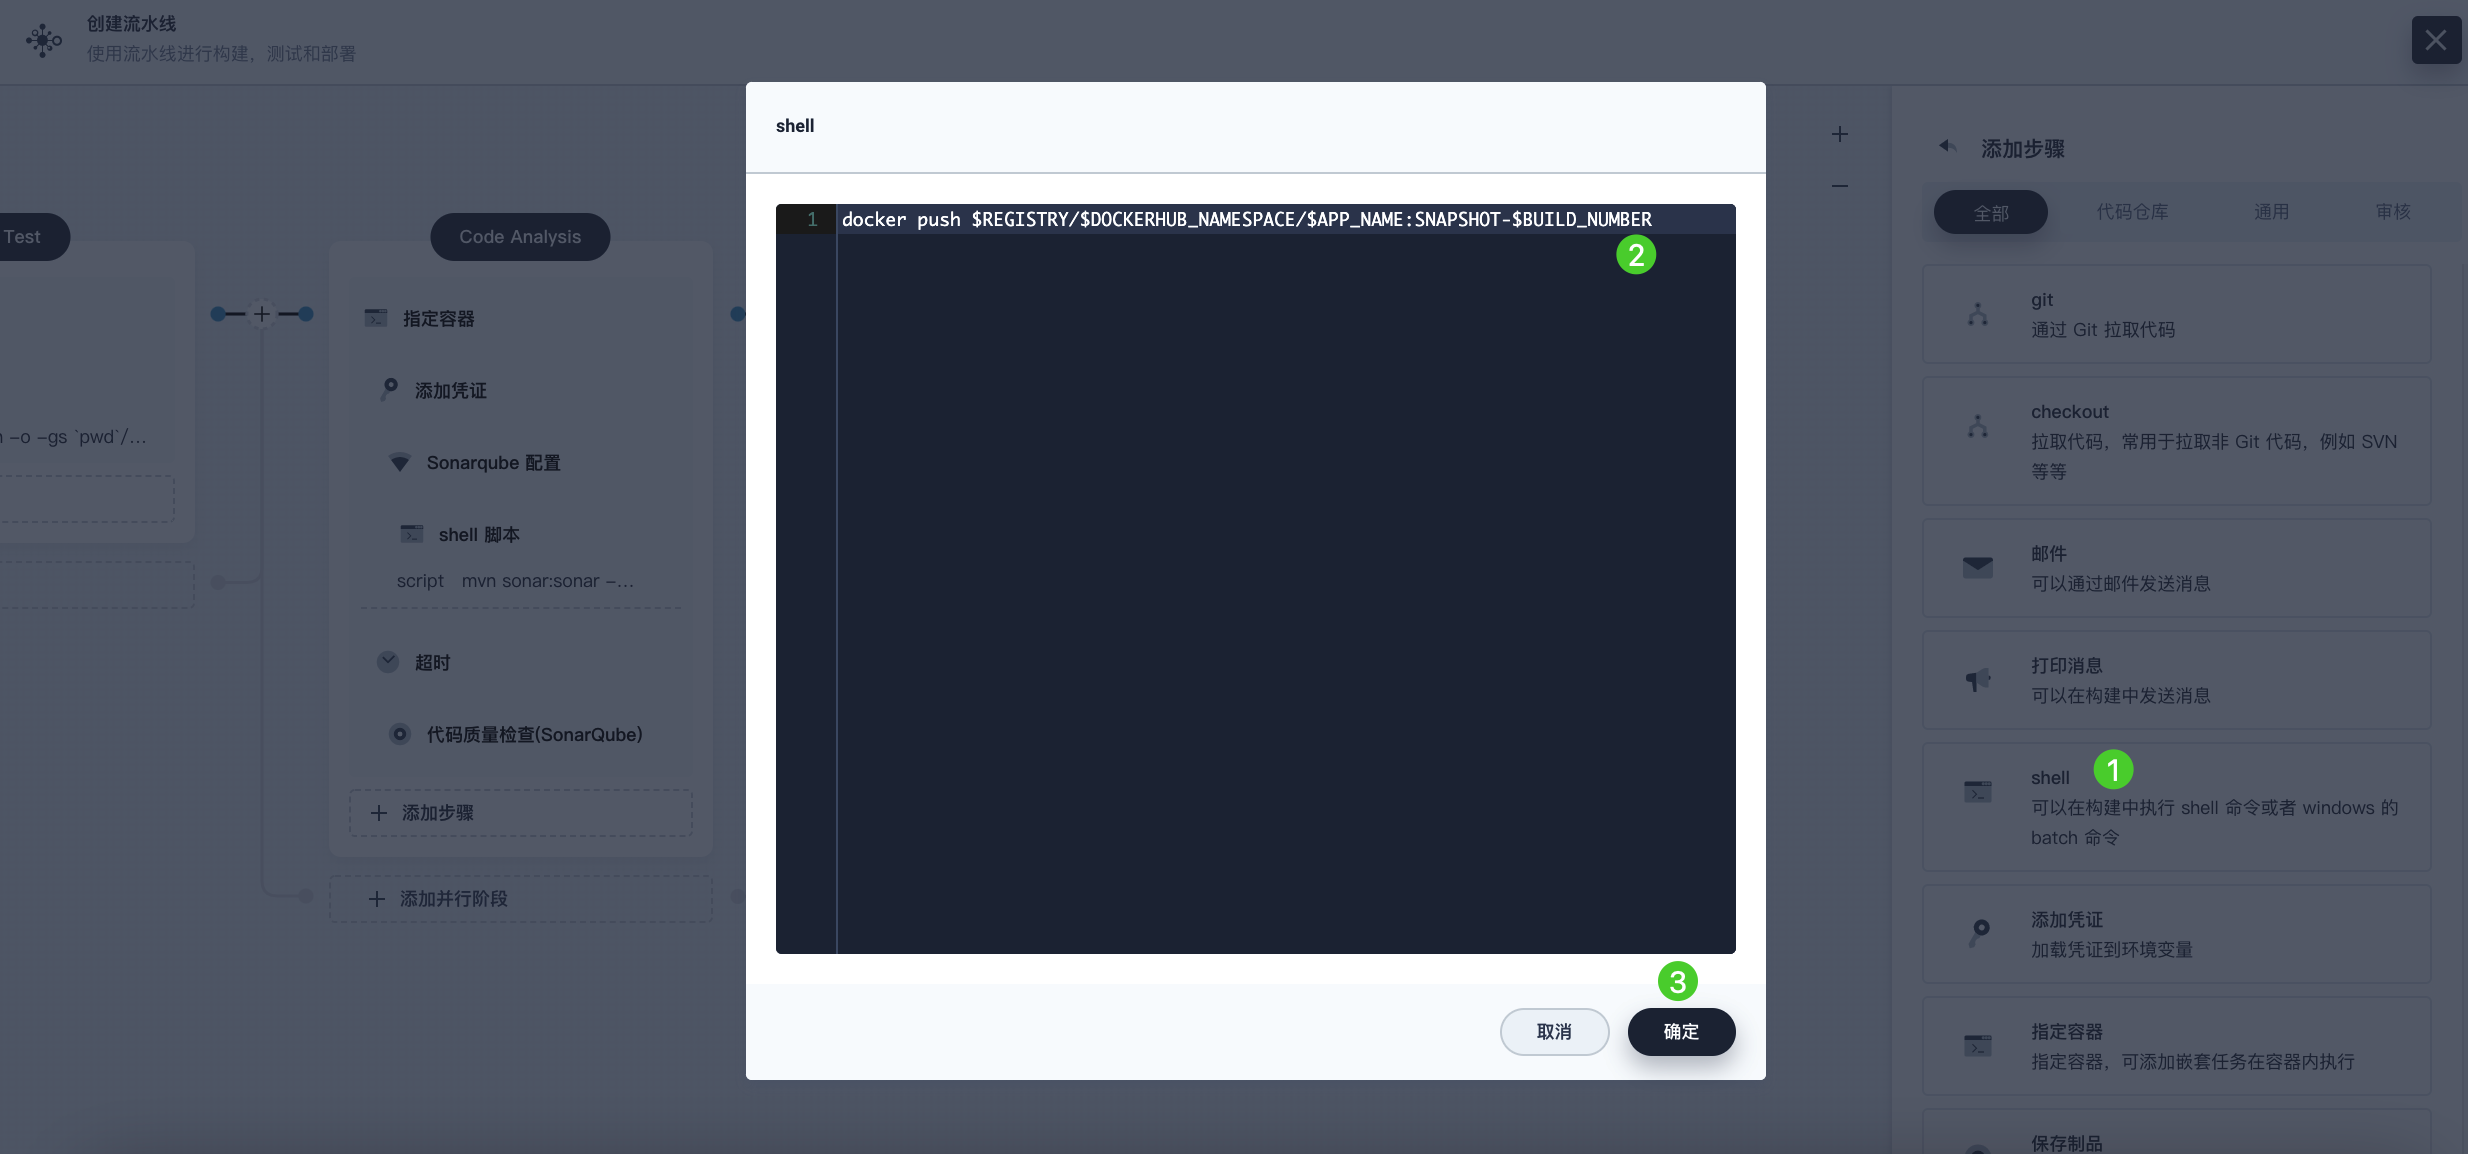 创建流水线
使用流水线进行构建，测试和部署
shell
1 docker push $REGISTRY/$DOCKERHUB_NAMESPACE/$APP_NAME:SNAPSHOT-$BUILD_NUMBER
2
3
取消
确定
Test
-o -gs `pwd`/...
Code Analysis
指定容器
添加凭证
Sonarqube 配置
shell 脚本
script mvn sonar:sonar -...
超时
代码质量检查(SonarQube)
添加步骤
添加并行阶段
添加步骤
全部
代码仓库
通用
审核
git
通过 Git 拉取代码
checkout
拉取代码，常用于拉取非 Git 代码，例如 SVN
等等
邮件
可以通过邮件发送消息
打印消息
可以在构建中发送消息
shell
1
可以在构建中执行 shell 命令或者 windows 的
batch 命令
添加凭证
加载凭证到环境变量
指定容器
指定容器，可添加嵌套任务在容器内执行
保存制品